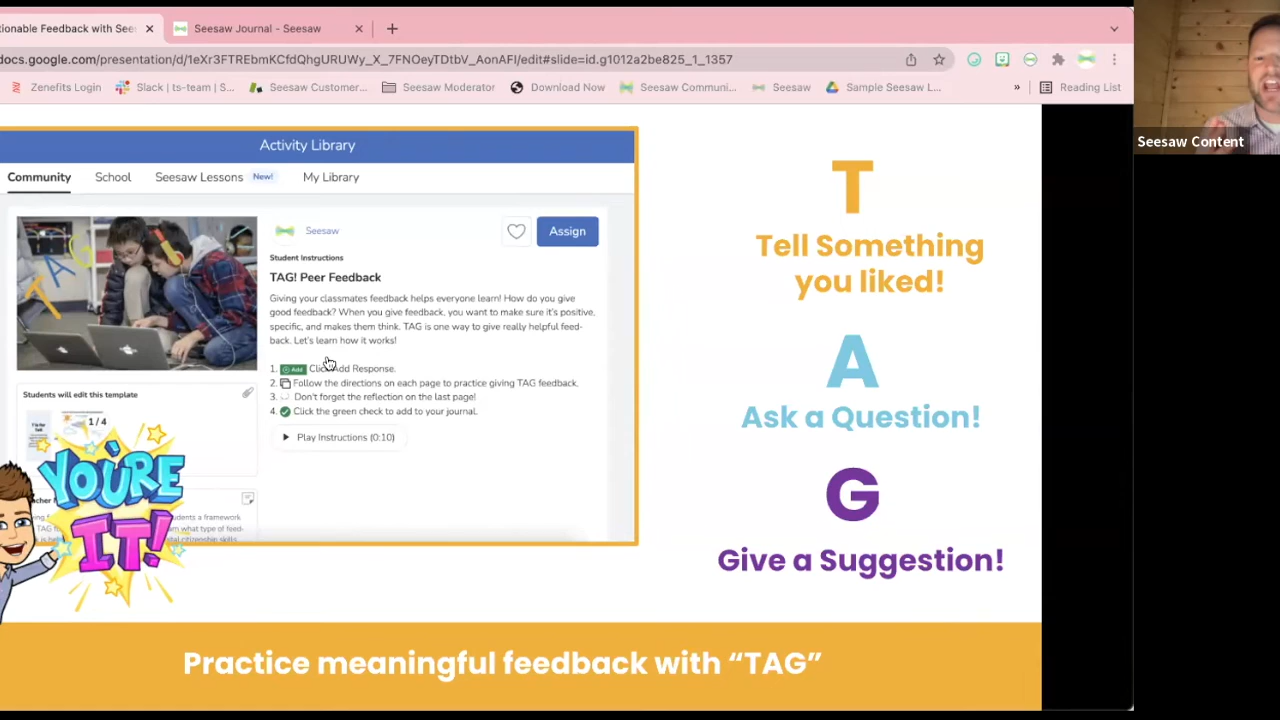 tionable Feedback with See
Seesaw Journal - Seesaw
docs.google.com/presentation/d/1eXr3FTREbmKCfdQhgURUWy_X_7FNOeyTDtbV_AonAFI/edit#slide=id.g1012a2be825_1_1357
Zenefits Login
Slack | ts-team | S...
Seesaw Customer...
Seesaw Moderator
Download Now
Seesaw Communi...
Seesaw
Sample Seesaw L...
»
Reading List
Seesaw Content
Activity Library
Community
School
Seesaw Lessons
New!
My Library
TAG
Seesaw
Assign
Student Instructions
TAG! Peer Feedback
Giving your classmates feedback helps everyone learn! How do you give
good feedback? When you give feedback, you want to make sure it's positive,
specific, and makes them think. TAG is one way to give really helpful feed-
back. Let's learn how it works!
1. Add Click Add Response.
2. Follow the directions on each page to practice giving TAG feedback.
3. Don't forget the reflection on the last page!
4. Click the green check to add to your journal.
Play Instructions (0:10)
Students will edit this template
1 / 4
YOU'RE
IT!
T
Tell Something
you liked!
A
Ask a Question!
G
Give a Suggestion!
Practice meaningful feedback with “TAG”